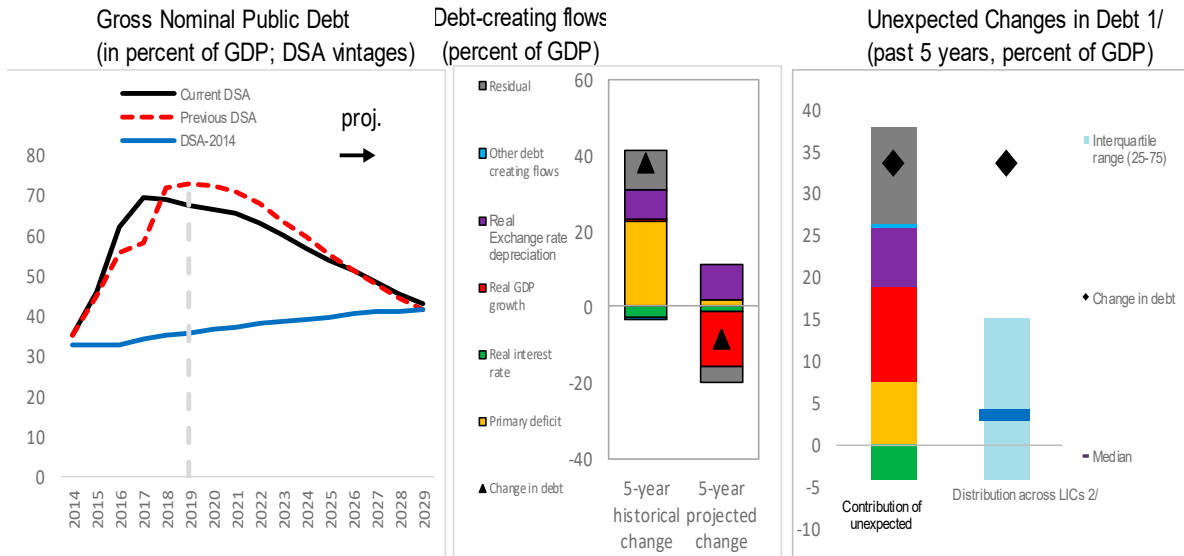 Gross Nominal Public Debt
(in percent of GDP; DSA vintages)
Current DSA
Previous DSA
DSA-2014
proj.
80
70
60
50
40
30
20
10
0
2014
2015
2016
2017
2018
2019
2020
2021
2022
2023
2024
2025
2026
2027
2028
2029
Debt-creating flows
(percent of GDP)
Residual
Other debt
creating flows
Real
Exchange rate
depreciation
Real GDP
growth
Real interest
rate
Primary deficit
Change in debt
60
40
20
0
-20
-40
5-year
historical
change
5-year
projected
change
Unexpected Changes in Debt 1/
(past 5 years, percent of GDP)
40
35
30
25
20
15
10
5
0
-5
-10
Interquartile
range (25-75)
Change in debt
Median
Contribution of
unexpected
Distribution across LICs 2/